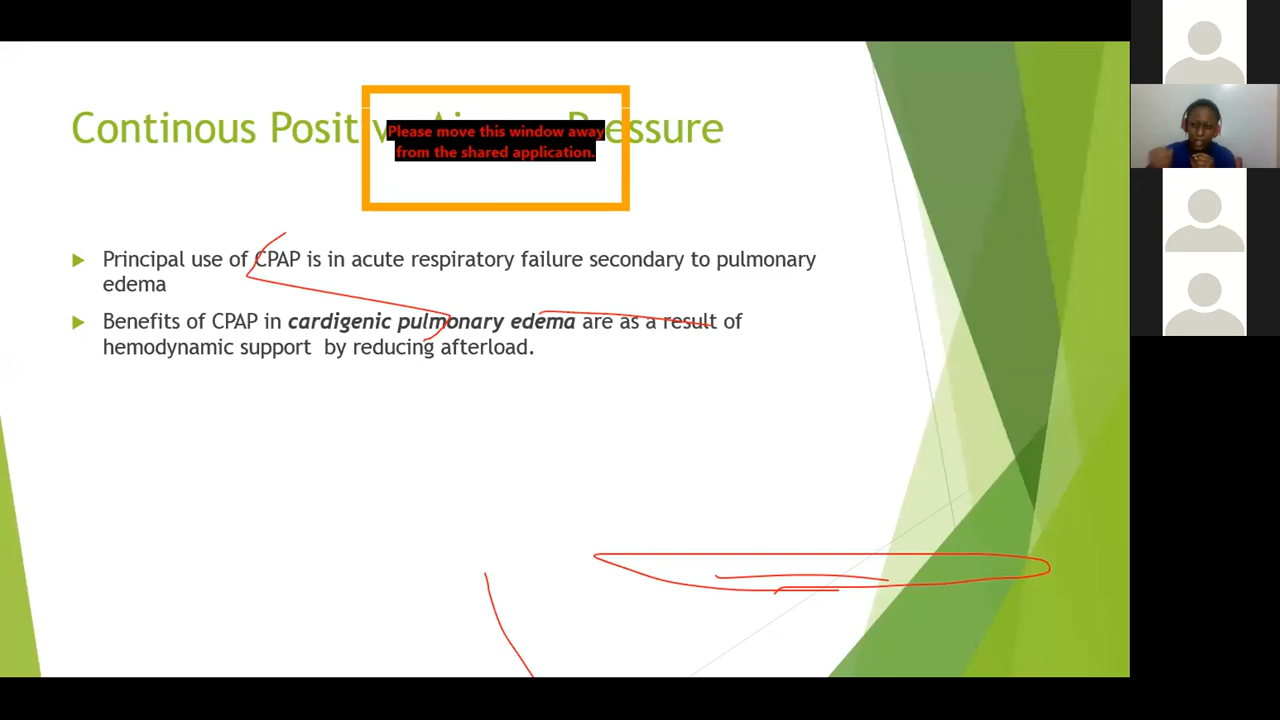 Continous Positiv Pressure
Please move this window away
from the shared application.
Principal use of CPAP is in acute respiratory failure secondary to pulmonary
edema
Benefits of CPAP in cardigenic pulmonary edema are as a result of
hemodynamic support by reducing afterload.